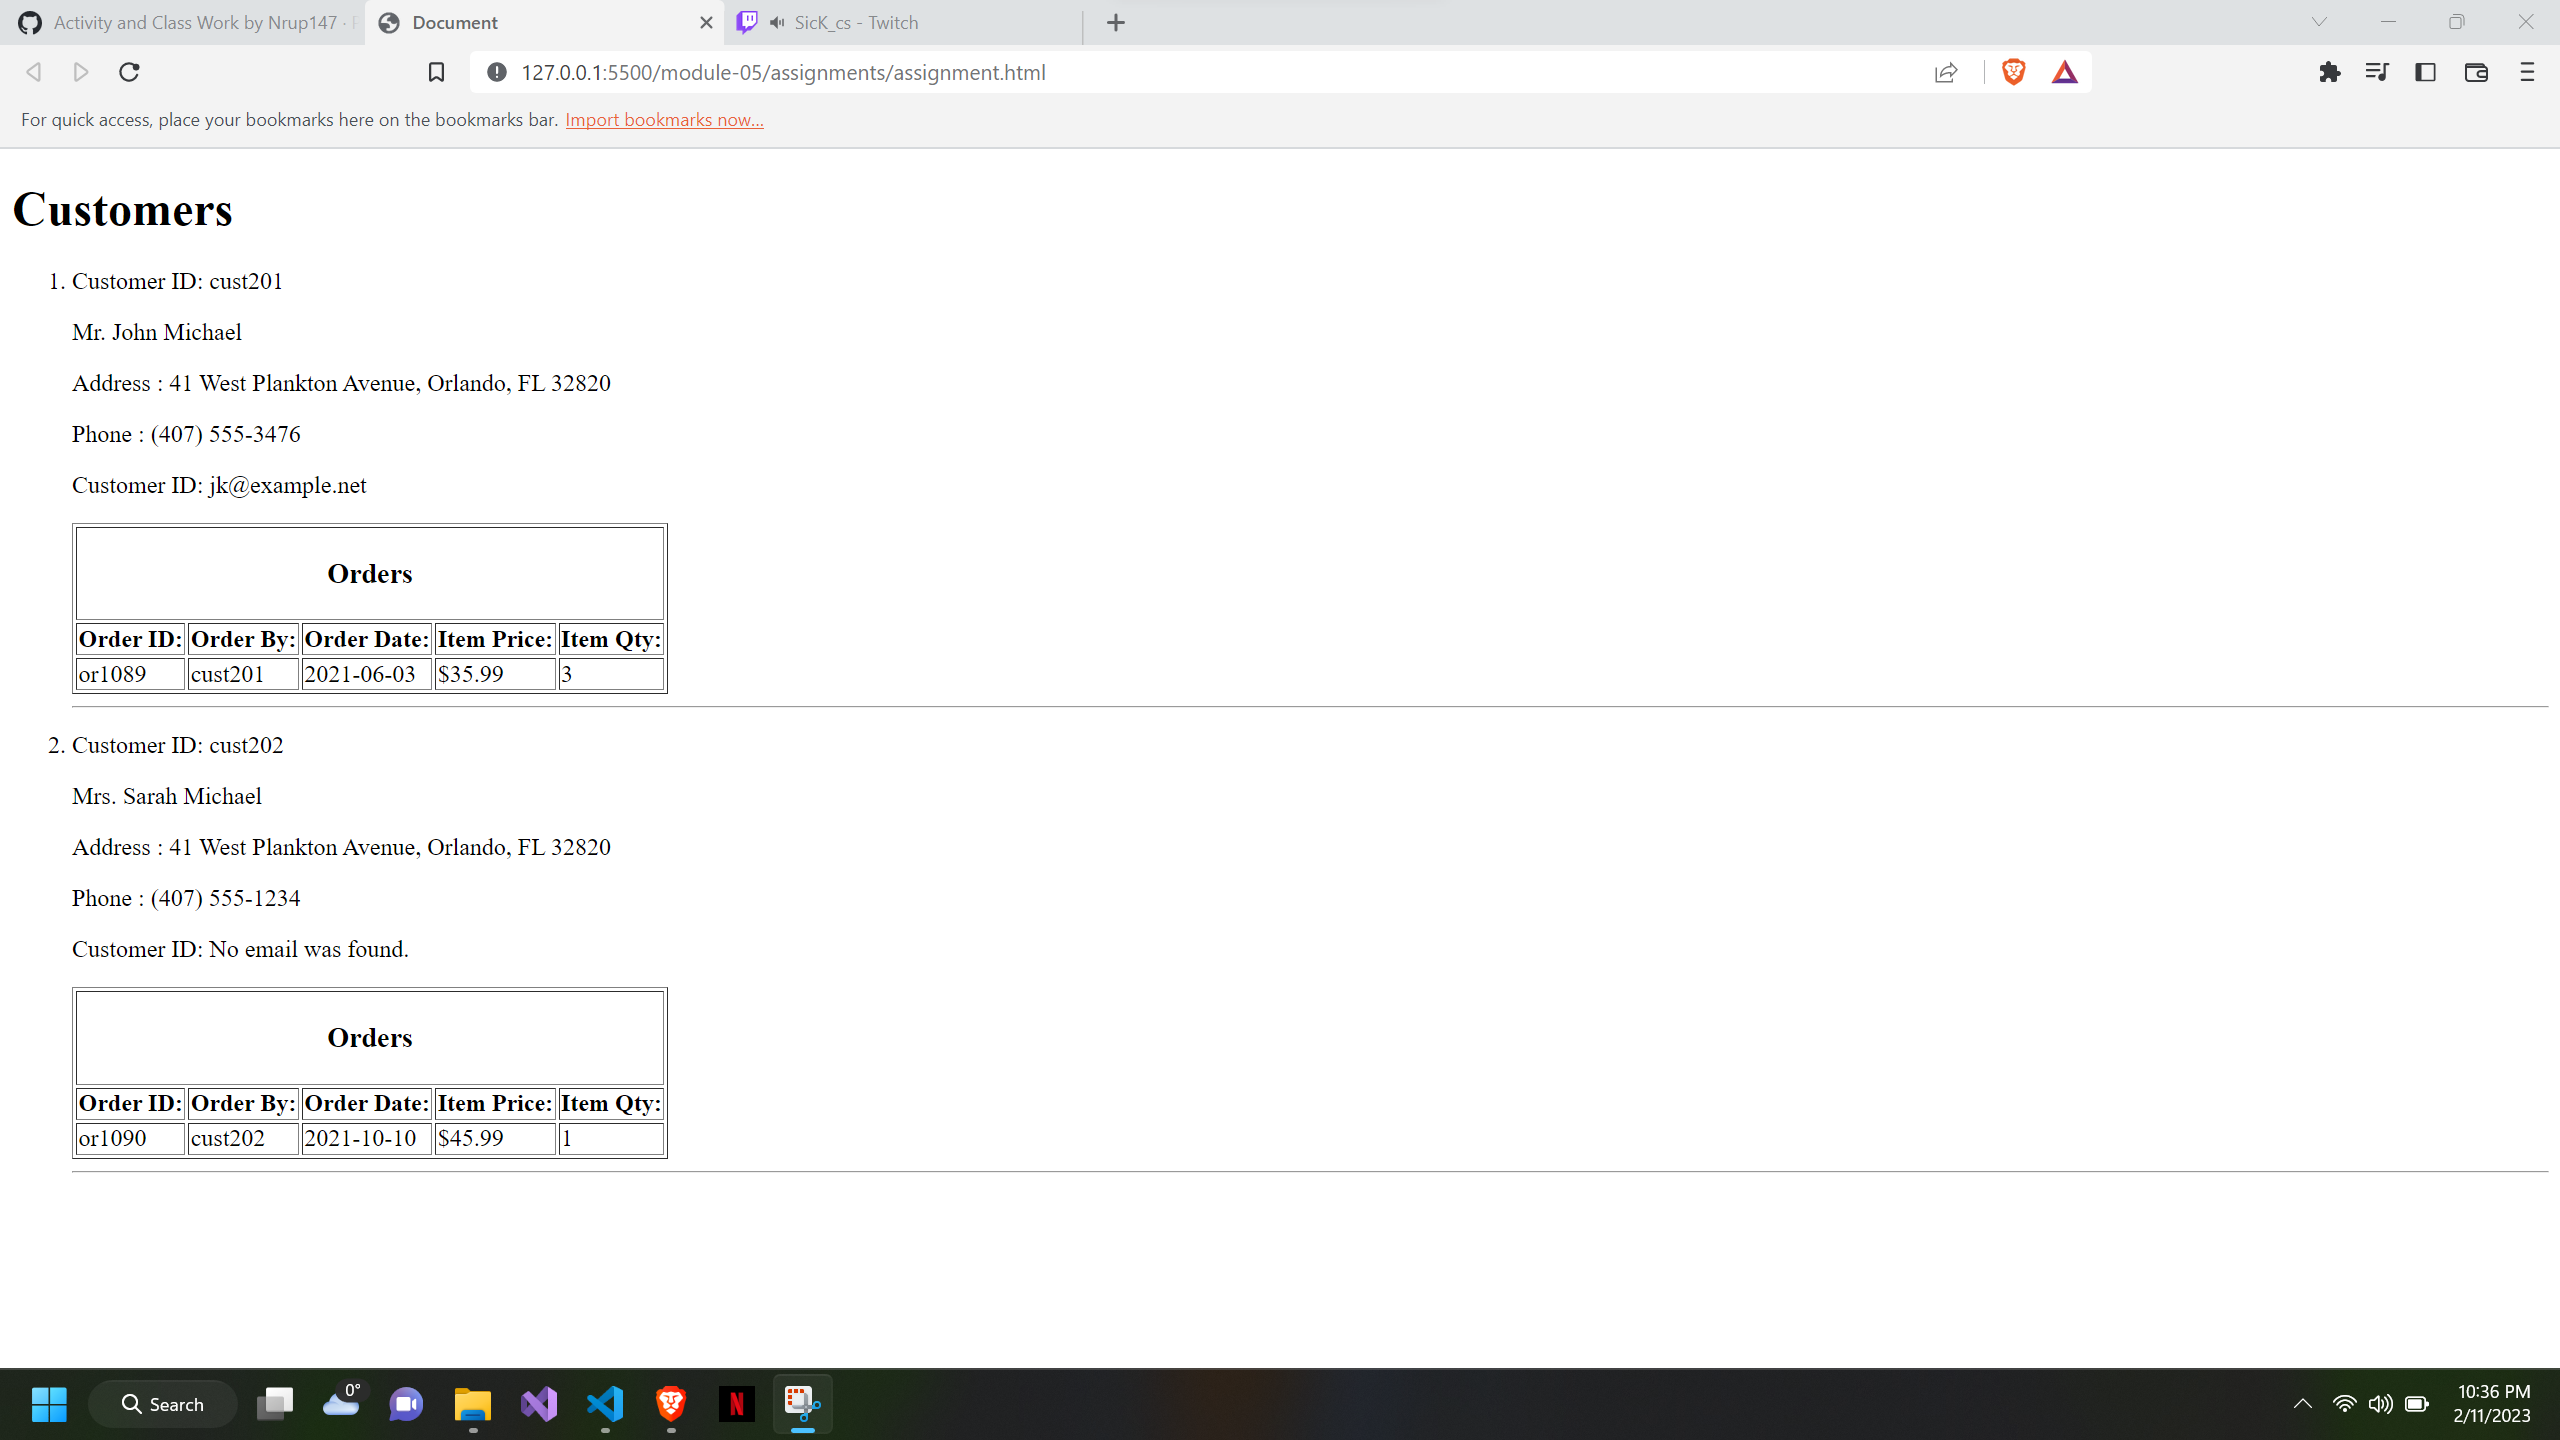 Activity and Class Work by Nrup147 ·
Document
SicK_cs - Twitch
127.0.0.1:5500/module-05/assignments/assignment.html
For quick access, place your bookmarks here on the bookmarks bar. Import bookmarks now...
Customers
1. Customer ID: cust201
Mr. John Michael
Address : 41 West Plankton Avenue, Orlando, FL 32820
Phone : (407) 555-3476
Customer ID: jk@example.net
Orders
Order ID: Order By: Order Date: Item Price: Item Qty:
or1089 cust201 2021-06-03 $35.99 3
2. Customer ID: cust202
Mrs. Sarah Michael
Address : 41 West Plankton Avenue, Orlando, FL 32820
Phone : (407) 555-1234
Customer ID: No email was found.
Orders
Order ID: Order By: Order Date: Item Price: Item Qty:
or1090 cust202 2021-10-10 $45.99 1
Search
0°
N
10:36 PM
2/11/2023